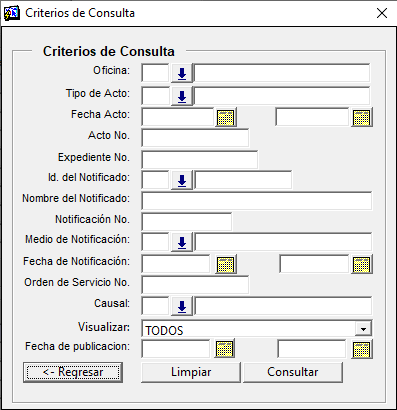 Criterios de Consulta
Criterios de Consulta
Oficina:
Tipo de Acto:
Fecha Acto:
Acto No.
Expediente No.
Id. del Notificado:
Nombre del Notificado:
Notificación No.
Medio de Notificación:
Fecha de Notificación:
Orden de Servicio No.
Causal:
Visualizar: TODOS
Fecha de publicacion:
<- Regresar Limpiar Consultar